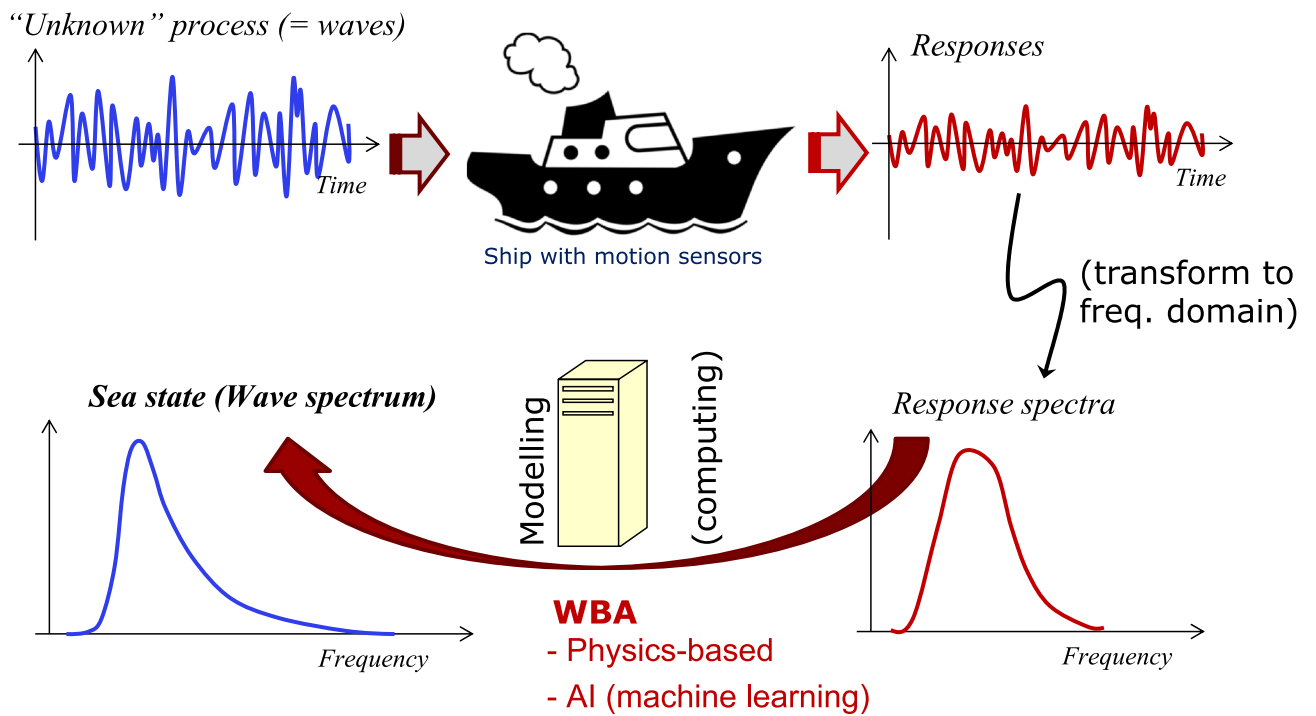 “Unknown” process (= waves)
Time
Ship with motion sensors
Responses
Time
(transform to
freq. domain)
Sea state (Wave spectrum)
Frequency
Modelling
(computing)
Response spectra
Frequency
WBA
- Physics-based
- AI (machine learning)